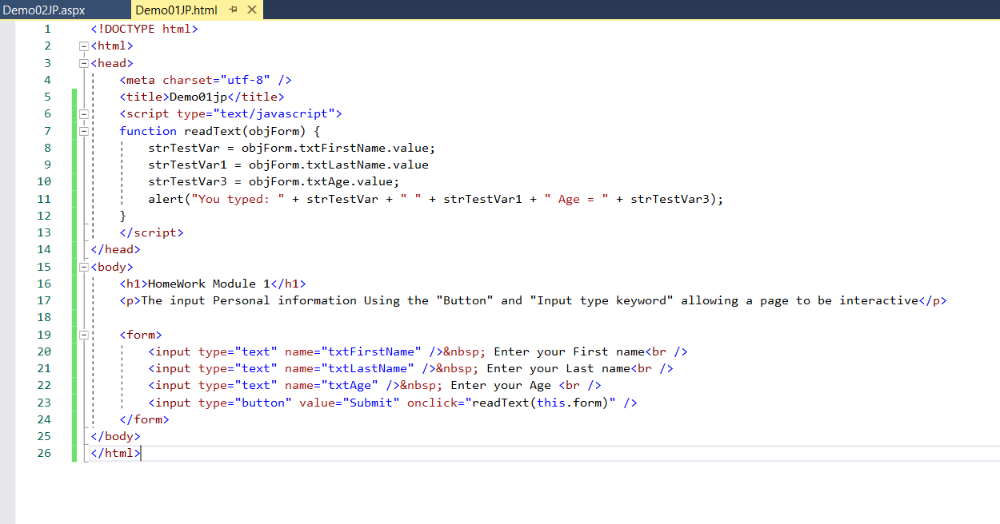 Demo02JP.aspx Demo01JP.html
1 <!DOCTYPE html>
2 <html>
3 <head>
4 <meta charset="utf-8" />
5 <title>Demo01jp</title>
6 <script type="text/javascript">
7 function readText(objForm) {
8 strTestVar = objForm.txtFirstName.value;
9 strTestVar1 = objForm.txtLastName.value
10 strTestVar3 = objForm.txtAge.value;
11 alert("You typed: " + strTestVar + " " + strTestVar1 + " Age = " + strTestVar3);
12 }
13 </script>
14 </head>
15 <body>
16 <h1>HomeWork Module 1</h1>
17 <p>The input Personal information Using the "Button" and "Input type keyword" allowing a page to be interactive</p>
18
19 <form>
20 <input type="text" name="txtFirstName" />&nbsp; Enter your First name<br />
21 <input type="text" name="txtLastName" />&nbsp; Enter your Last name<br />
22 <input type="text" name="txtAge" />&nbsp; Enter your Age <br />
23 <input type="button" value="Submit" onclick="readText(this.form)" />
24 </form>
25 </body>
26 </html>